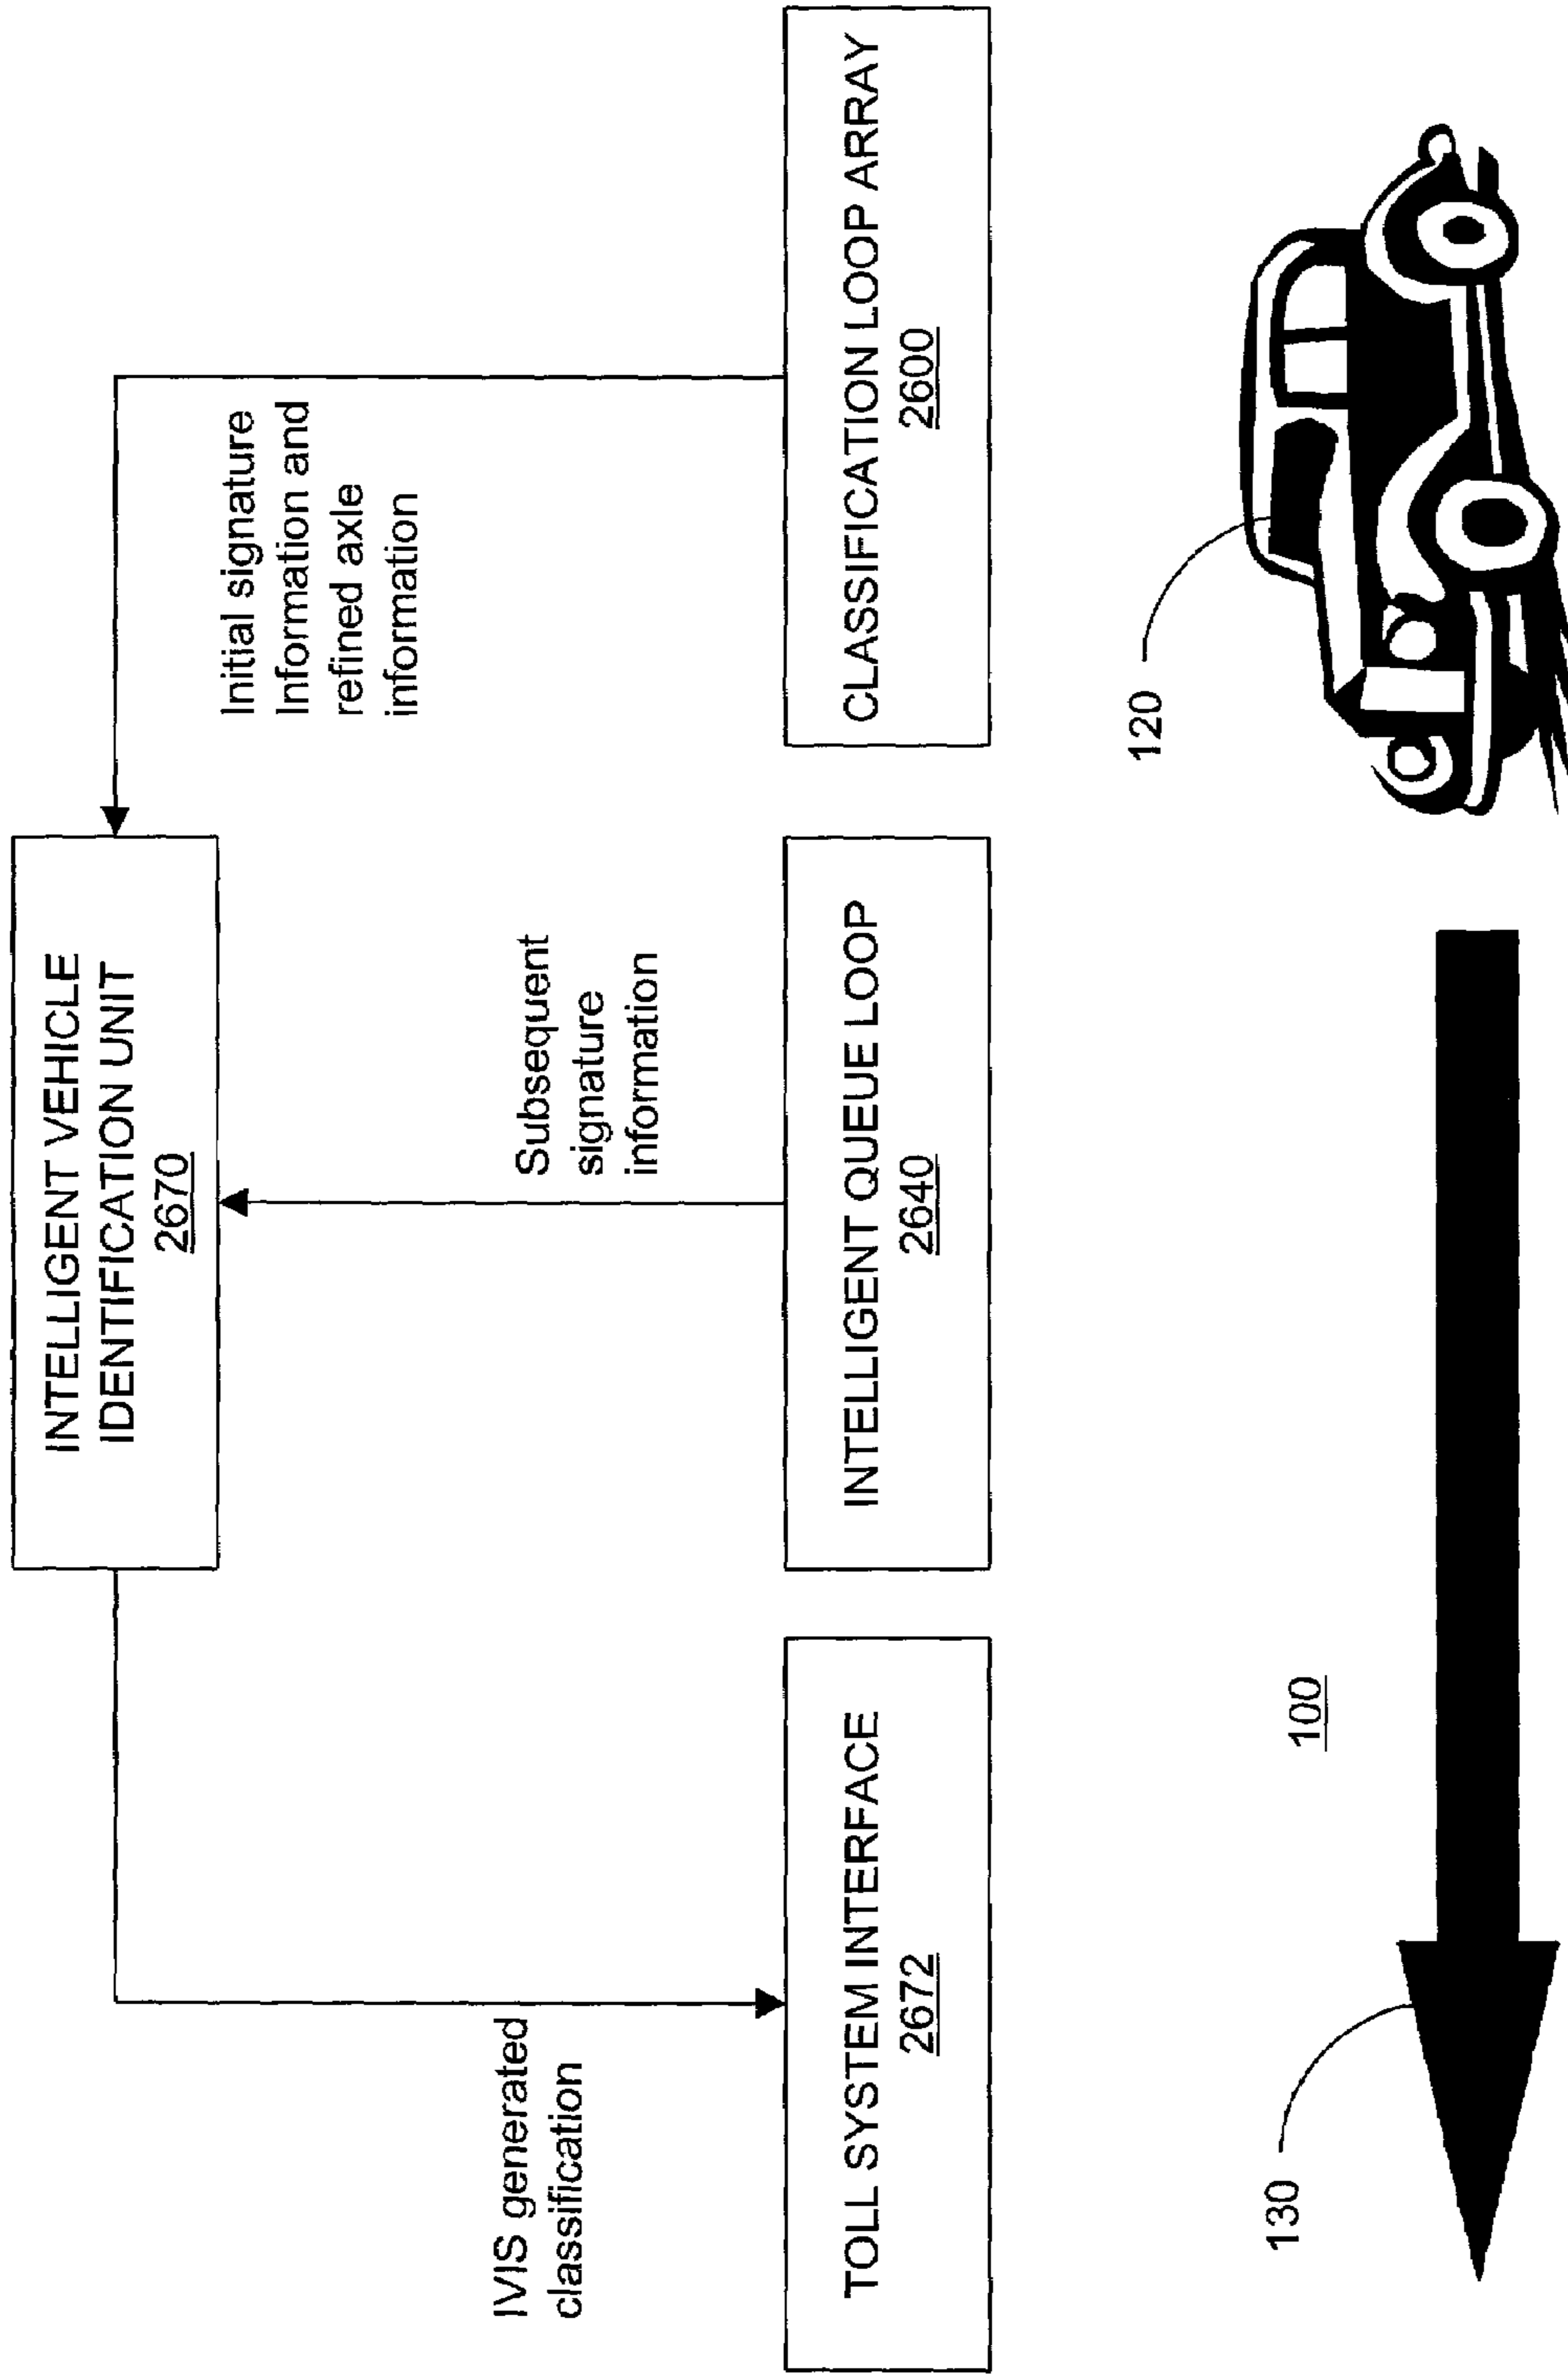 INTELLIGENT VEHICLE
IDENTIFICATION UNIT
2670
Initial signature
Information and
refined axle
information
Subsequent
signature
information
IVIS generated
classification
TOLL SYSTEM INTERFACE
2672
INTELLIGENT QUEUE LOOP
2640
CLASSIFICATION LOOP ARRAY
2600
120
100
130